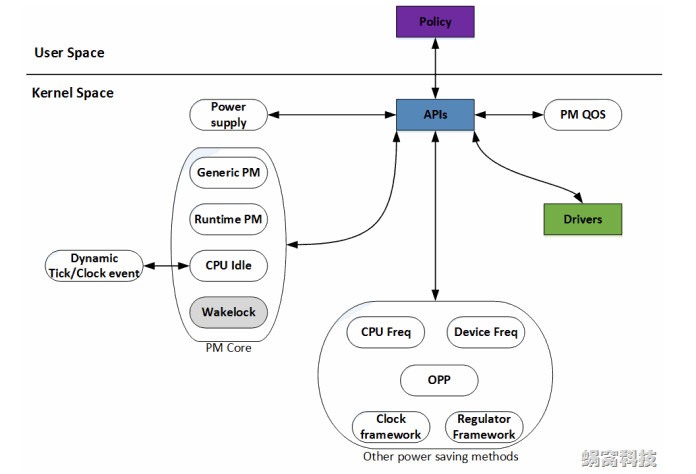 Policy
User Space
Kernel Space
Power
supply
APIs
PM QOS
Generic PM
Runtime PM
Drivers
Dynamic
Tick/Clock event
CPU Idle
Wakelock
PM Core
CPU Freq
Device Freq
OPP
Clock
framework
Regulator
Framework
Other power saving methods
蜗窝科技